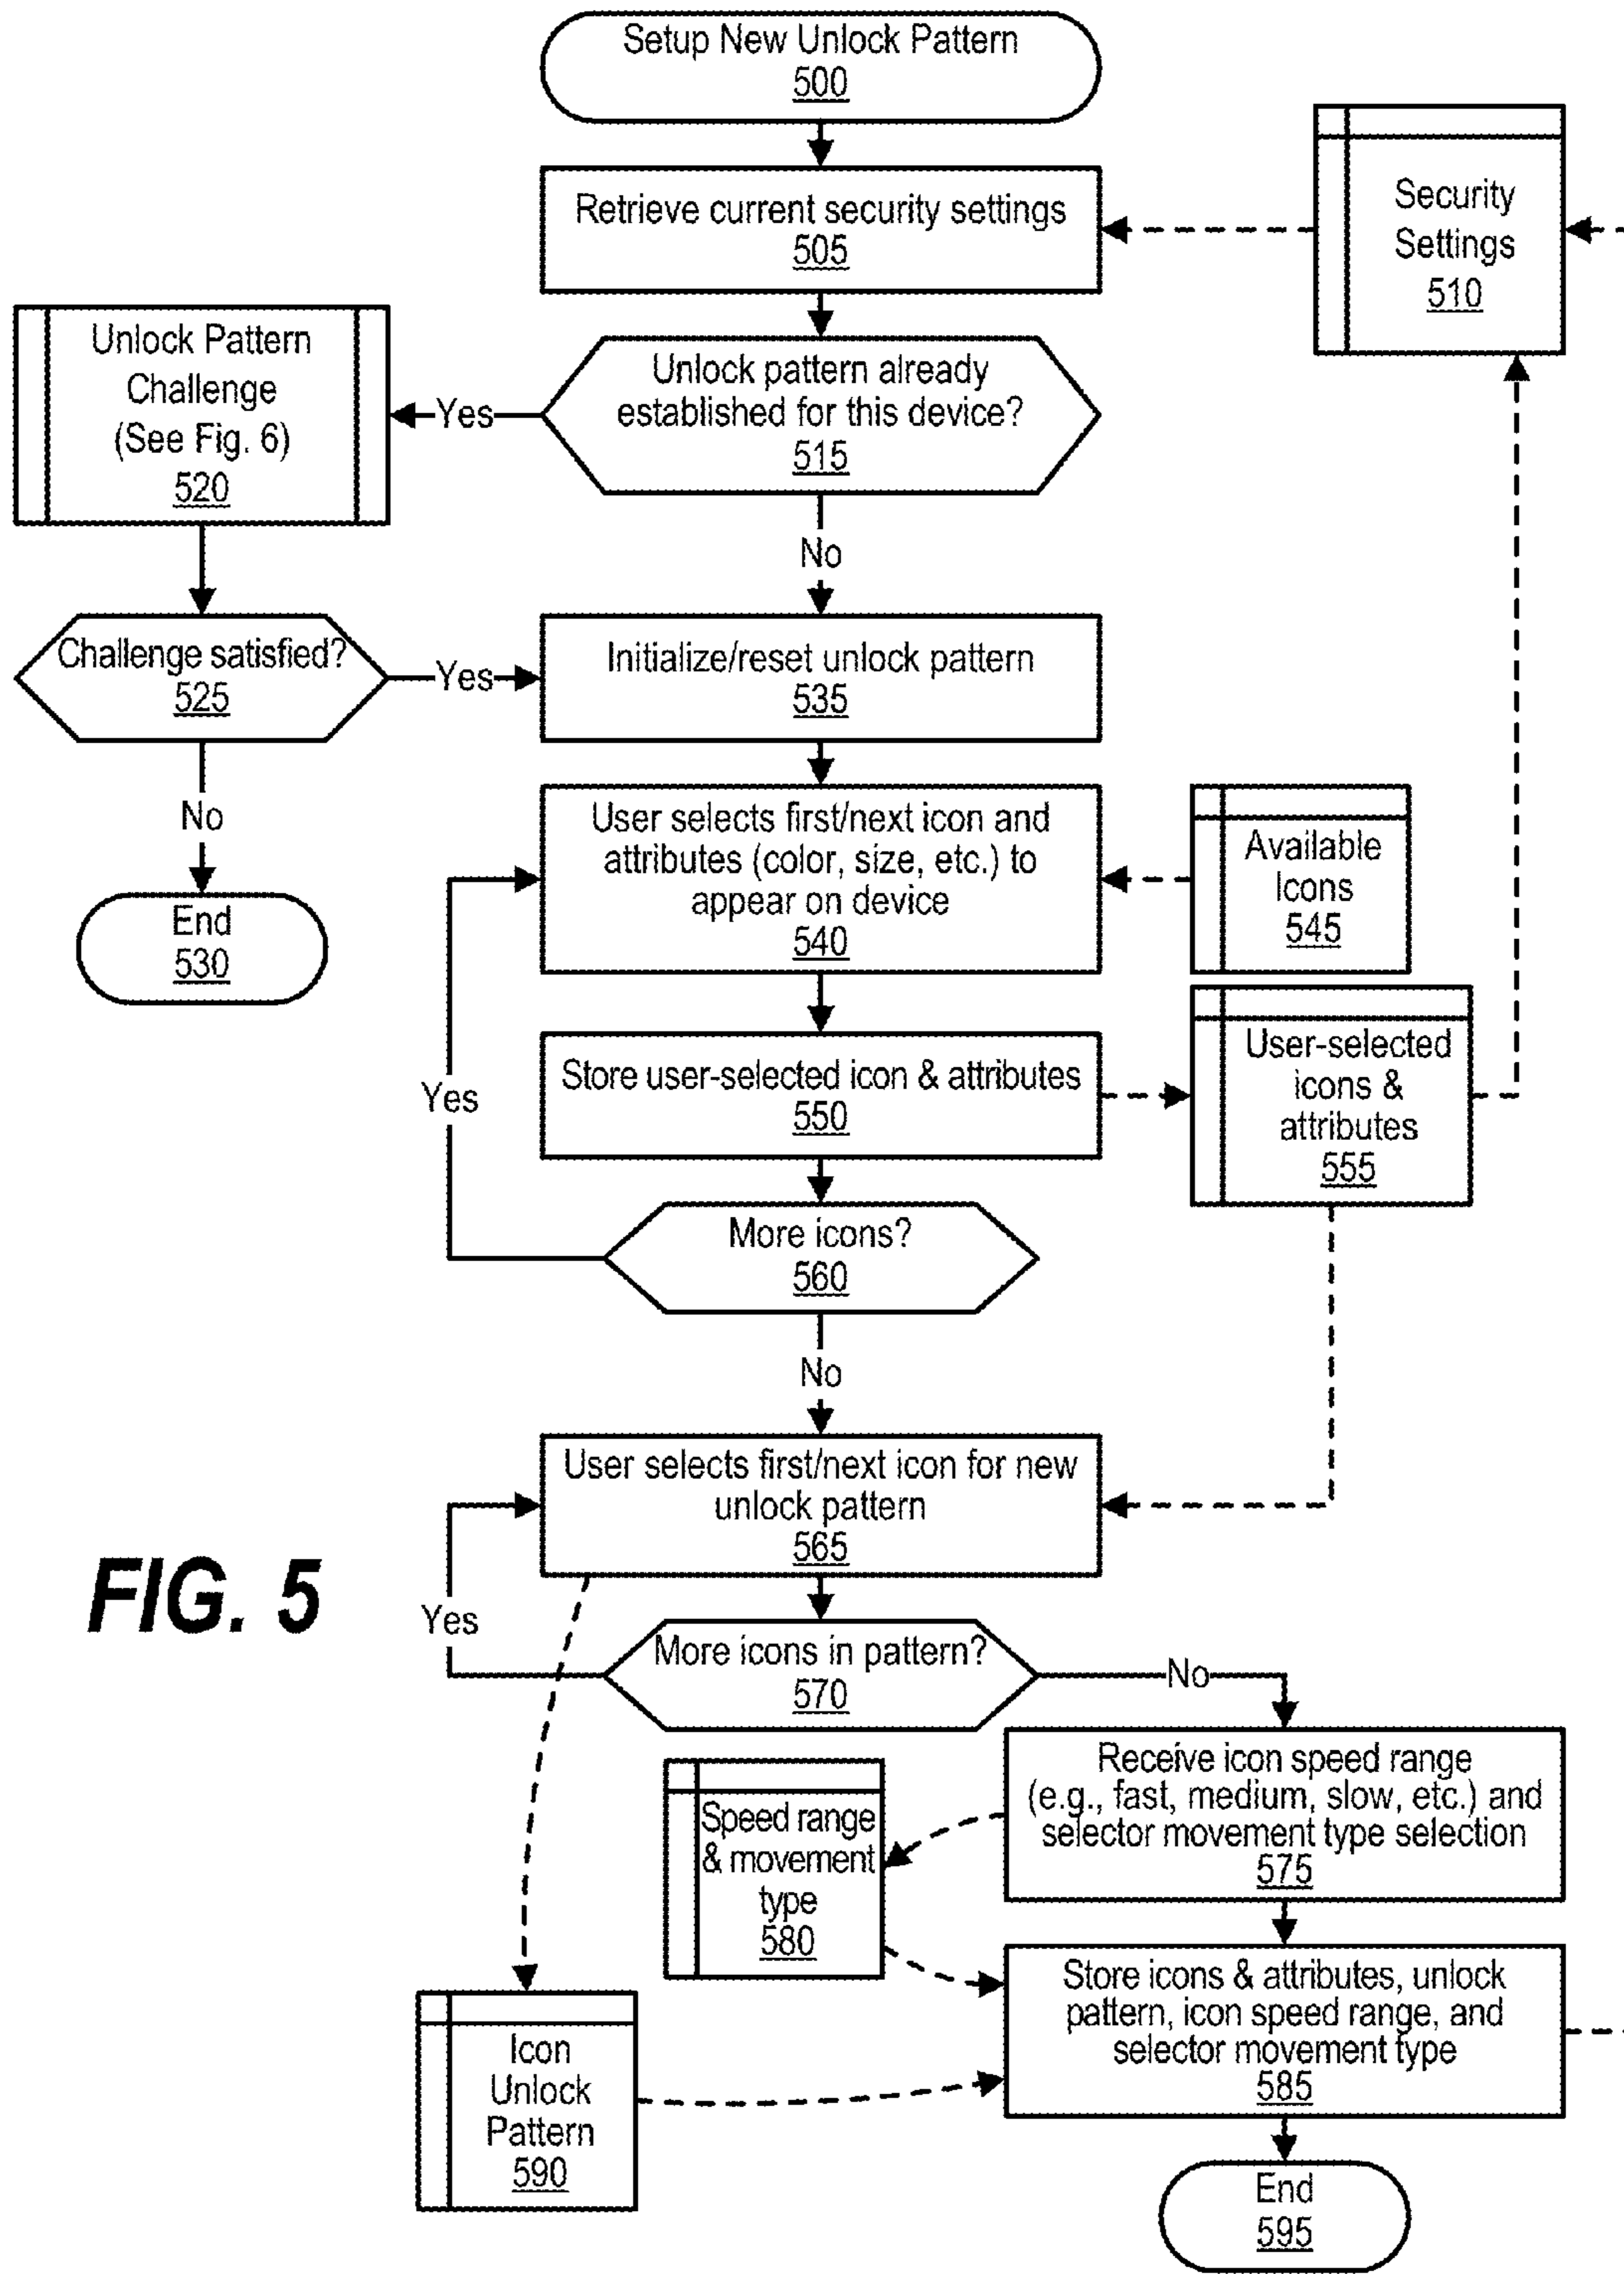 Setup New Unlock Pattern
500
Retrieve current security settings
505
Security
Settings
510
Unlock pattern already
established for this device?
515
Yes
Unlock Pattern
Challenge
(See Fig. 6)
520
No
Challenge satisfied?
525
Yes
Initialize/reset unlock pattern
535
No
End
530
User selects first/next icon and
attributes (color, size, etc.) to
appear on device
540
Available
Icons
545
Store user-selected icon & attributes
550
User-selected
icons &
attributes
555
Yes
More icons?
560
No
User selects first/next icon for new
unlock pattern
565
FIG. 5
Yes
More icons in pattern?
570
No
Receive icon speed range
(e.g., fast, medium, slow, etc.) and
selector movement type selection
575
Speed range
& movement
type
580
Store icons & attributes, unlock
pattern, icon speed range, and
selector movement type
585
Icon
Unlock
Pattern
590
End
595